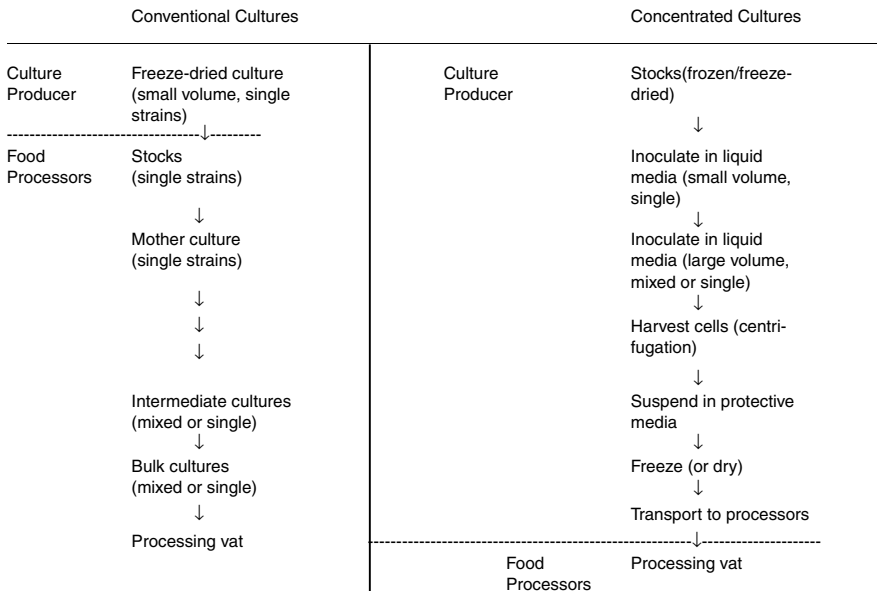 Conventional Cultures
Concentrated Cultures
Culture
Producer
Freeze-dried culture
(small volume, single
strains)
Food
Processors
Stocks
(single strains)
Mother culture
(single strains)
Intermediate cultures
(mixed or single)
Bulk cultures
(mixed or single)
Processing vat
Culture
Producer
Stocks(frozen/freeze-
dried)
Inoculate in liquid
media (small volume,
single)
Inoculate in liquid
media (large volume,
mixed or single)
Harvest cells (centri-
fugation)
Suspend in protective
media
Freeze (or dry)
Transport to processors
Food
Processors
Processing vat